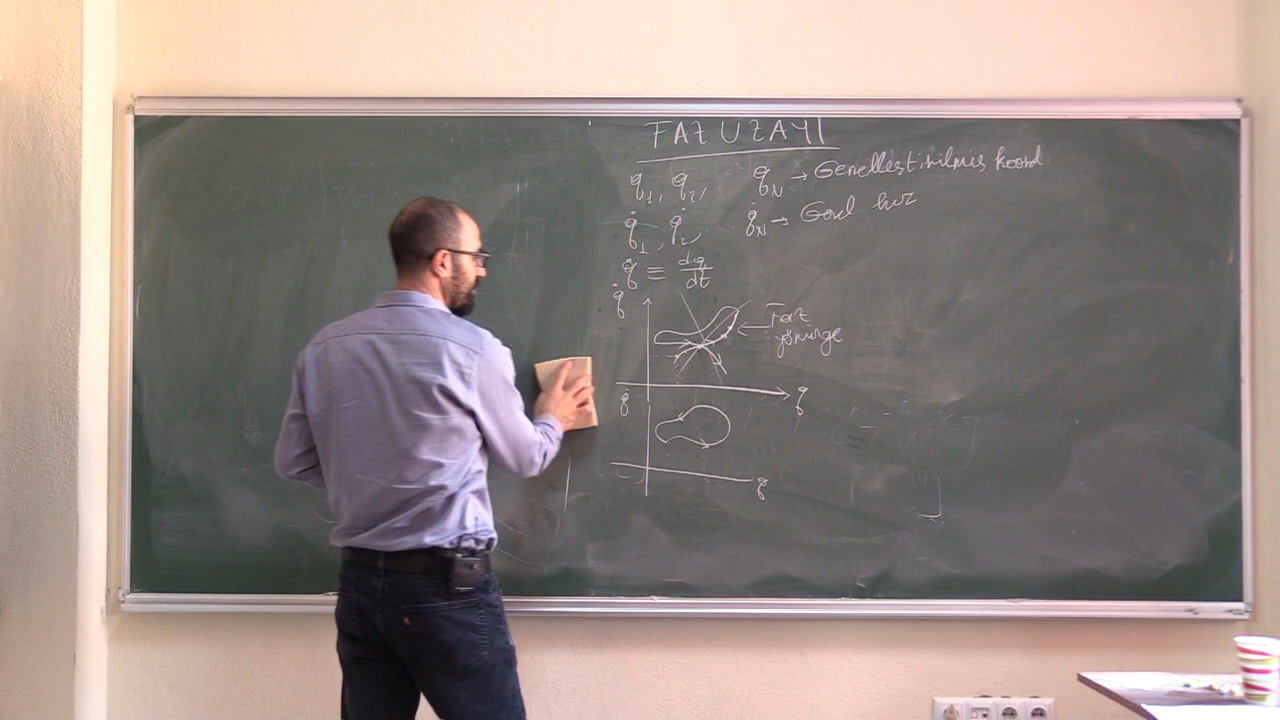 FAZ UZAYI
q₁, q₂, q_N → Genelleştirilmiş koord.
q̇₁, q̇₂, ... q̇_N → Genel hız
q̇ ≡ dq/dt
q̇
Faz
yörünge
q
q̇
q